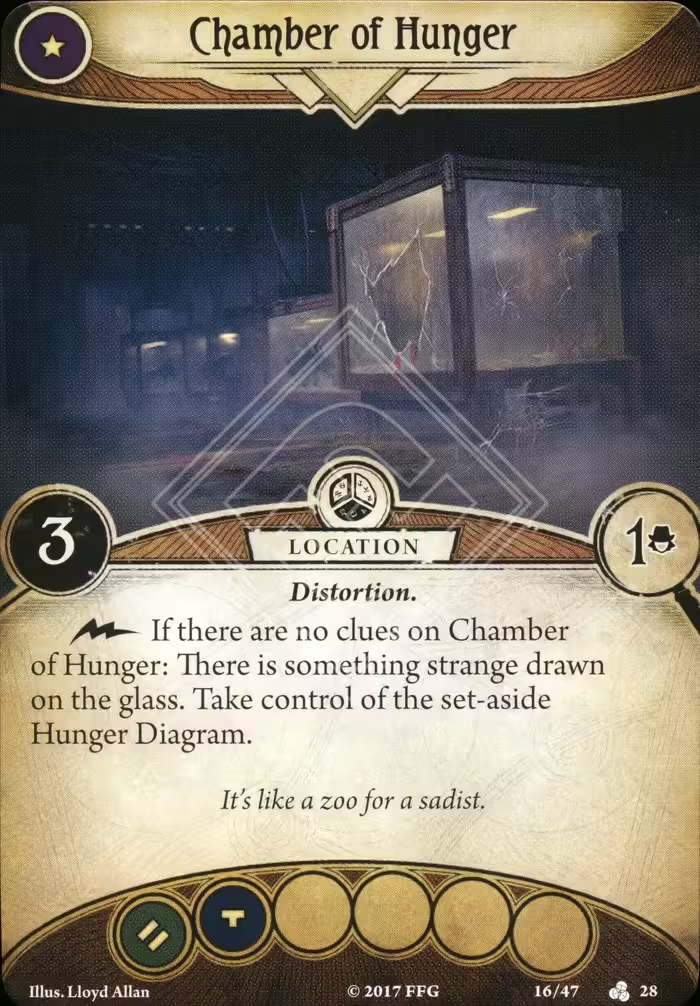 Chamber of Hunger
3
1
LOCATION
Distortion.
If there are no clues on Chamber
of Hunger: There is something strange drawn
on the glass. Take control of the set-aside
Hunger Diagram.
It's like a zoo for a sadist.
Illus. Lloyd Allan © 2017 FFG 16/47 28